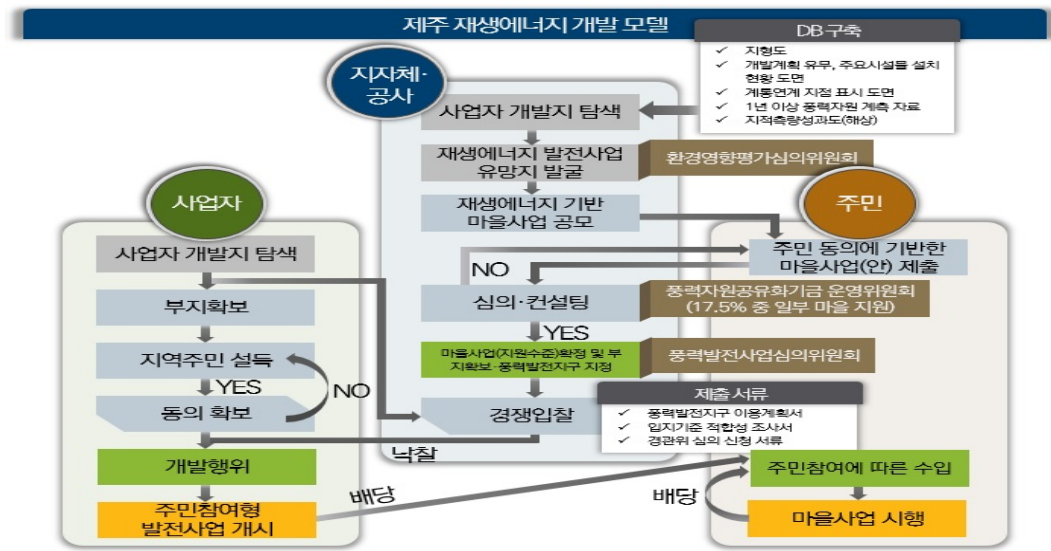 제주 재생에너지 개발 모델
DB 구축
✓ 지형도
✓ 개발계획 유무, 주요시설물 설치
현황 도면
✓ 계통연계 지점 표시 도면
✓ 1년 이상 풍력자원 계측 자료
✓ 지적측량성과도(해상)
지자체·
공사
사업자 개발지 탐색
재생에너지 발전사업
유망지 발굴
환경영향평가심의위원회
재생에너지 기반
마을사업 공모
사업자
사업자 개발지 탐색
부지확보
지역주민 설득
YES
NO
동의 확보
개발행위
주민참여형
발전사업 개시
주민
주민 동의에 기반한
마을사업(안) 제출
NO
심의·컨설팅
풍력자원공유화기금 운영위원회
(17.5% 중 일부 마을 지원)
YES
마을사업(지원수준)확정 및 부
지확보·풍력발전지구 지정
풍력발전사업심의위원회
경쟁입찰
제출 서류
✓ 풍력발전지구 이용계획서
✓ 입지기준 적합성 조사서
✓ 경관위 심의 신청 서류
낙찰
배당
주민참여에 따른 수입
배당
마을사업 시행